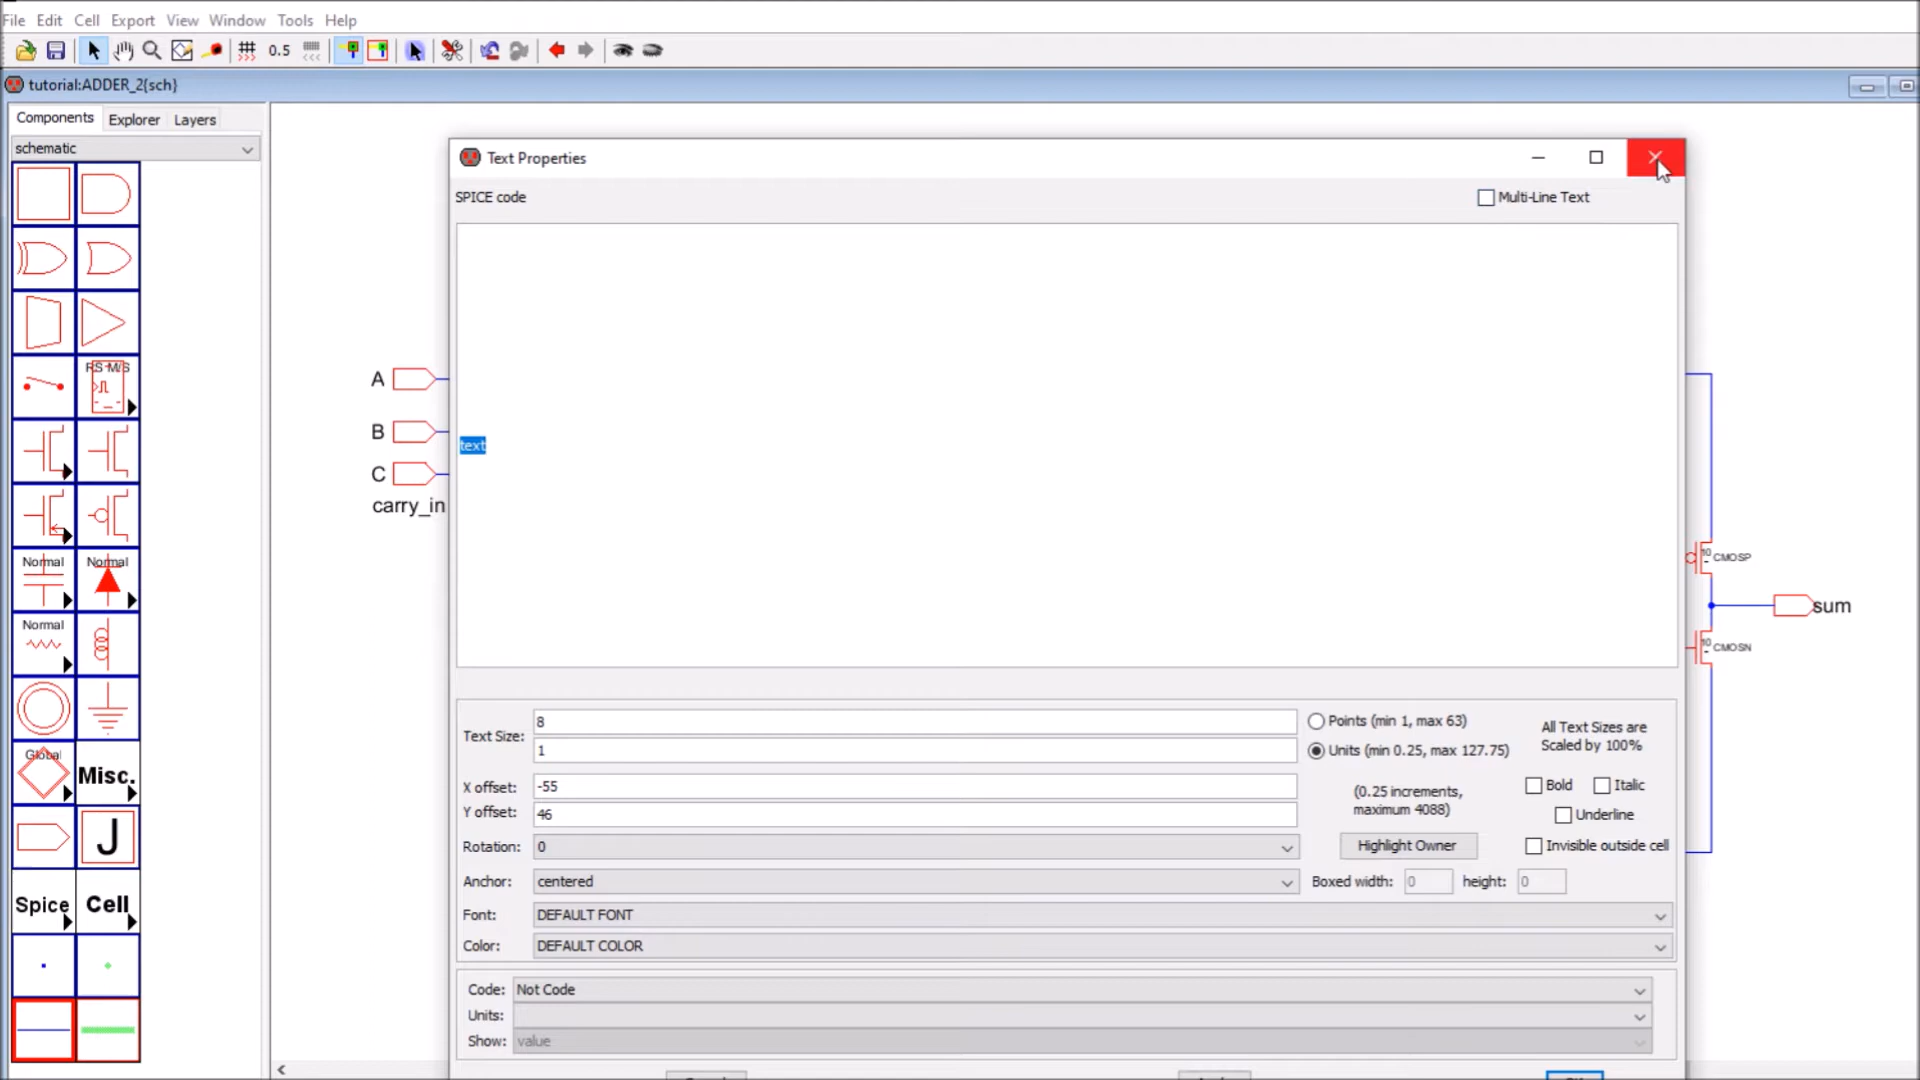 File Edit Cell Export View Window Tools Help
0.5
tutorial:ADDER_2{sch}
Components Explorer Layers
schematic
Text Properties
SPICE code
Multi-Line Text
text
RS M/S
A
B
C
carry_in
Normal Normal
Normal
CMOSP
sum
CMOSN
Global
Misc.
J
Spice Cell
Text Size: 8
1
Points (min 1, max 63)
Units (min 0.25, max 127.75)
All Text Sizes are
Scaled by 100%
X offset: -55
Y offset: 46
(0.25 increments,
maximum 4088)
Bold Italic
Underline
Rotation: 0
Highlight Owner
Invisible outside cell
Anchor: centered
Boxed width: 0 height: 0
Font: DEFAULT FONT
Color: DEFAULT COLOR
Code: Not Code
Units:
Show: value